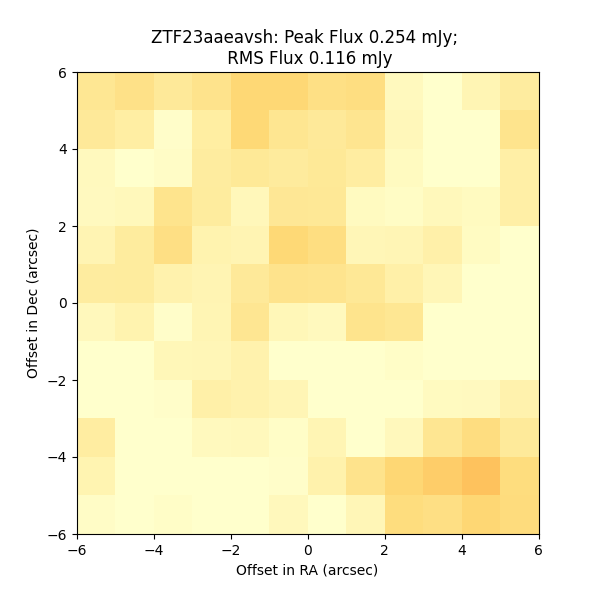 ZTF23aaeavsh: Peak Flux 0.254 mJy;
RMS Flux 0.116 mJy
6
4
2
0
−2
−4
−6
Offset in Dec (arcsec)
−6 −4 −2 0 2 4 6
Offset in RA (arcsec)